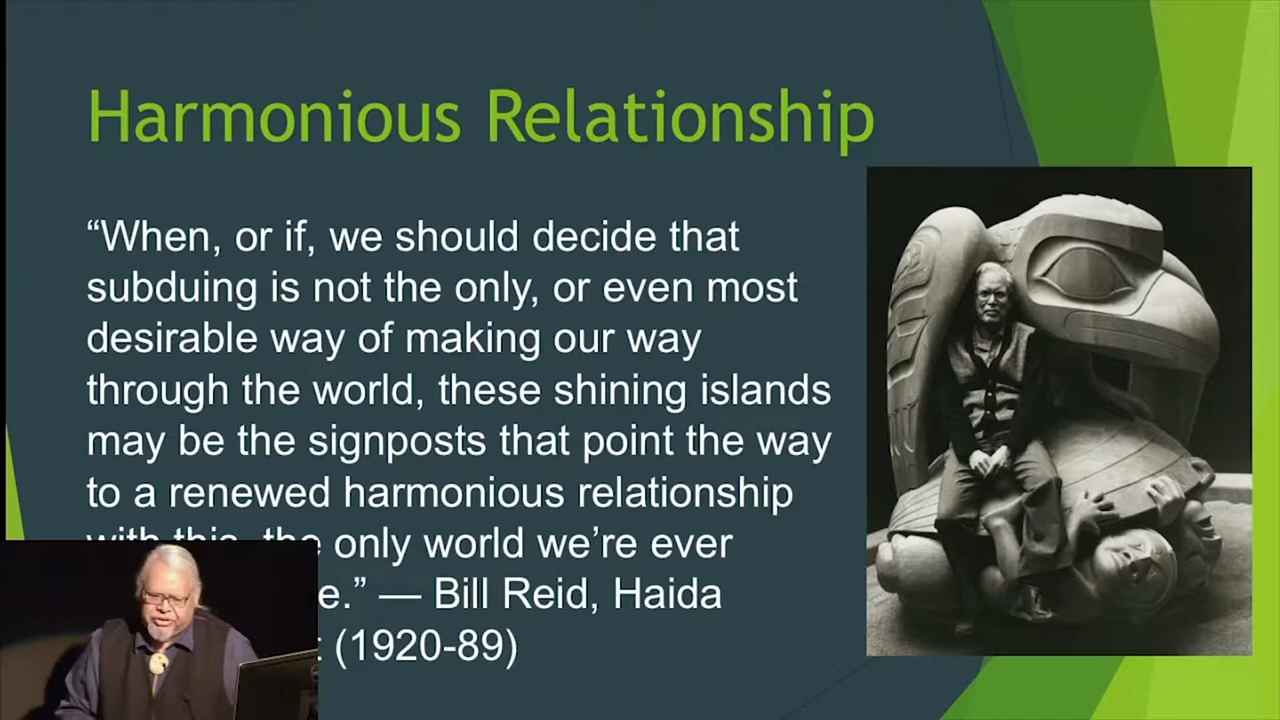 Harmonious Relationship
“When, or if, we should decide that
subduing is not the only, or even most
desirable way of making our way
through the world, these shining islands
may be the signposts that point the way
to a renewed harmonious relationship
with this, the only world we’re ever
e.” — Bill Reid, Haida
: (1920-89)